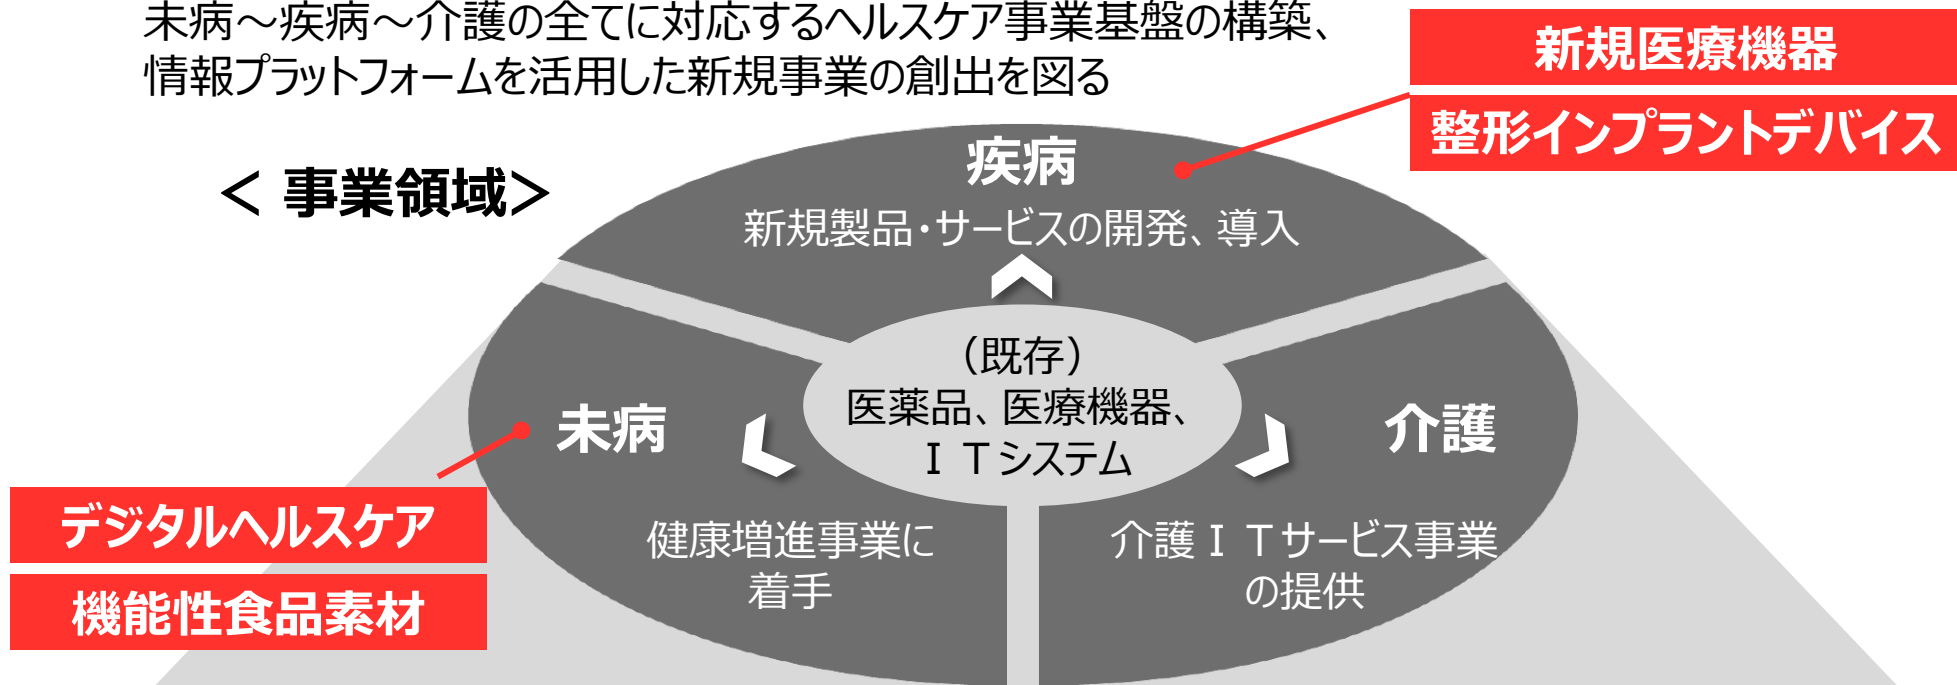 未病～疾病～介護の全てに対応するヘルスケア事業基盤の構築、
情報プラットフォームを活用した新規事業の創出を図る
新規医療機器
整形インプラントデバイス
＜ 事業領域＞
疾病
新規製品・サービスの開発、導入
（既存）
医薬品、医療機器、
ＩＴシステム
未病
健康増進事業に
着手
介護
介護ＩＴサービス事業
の提供
デジタルヘルスケア
機能性食品素材